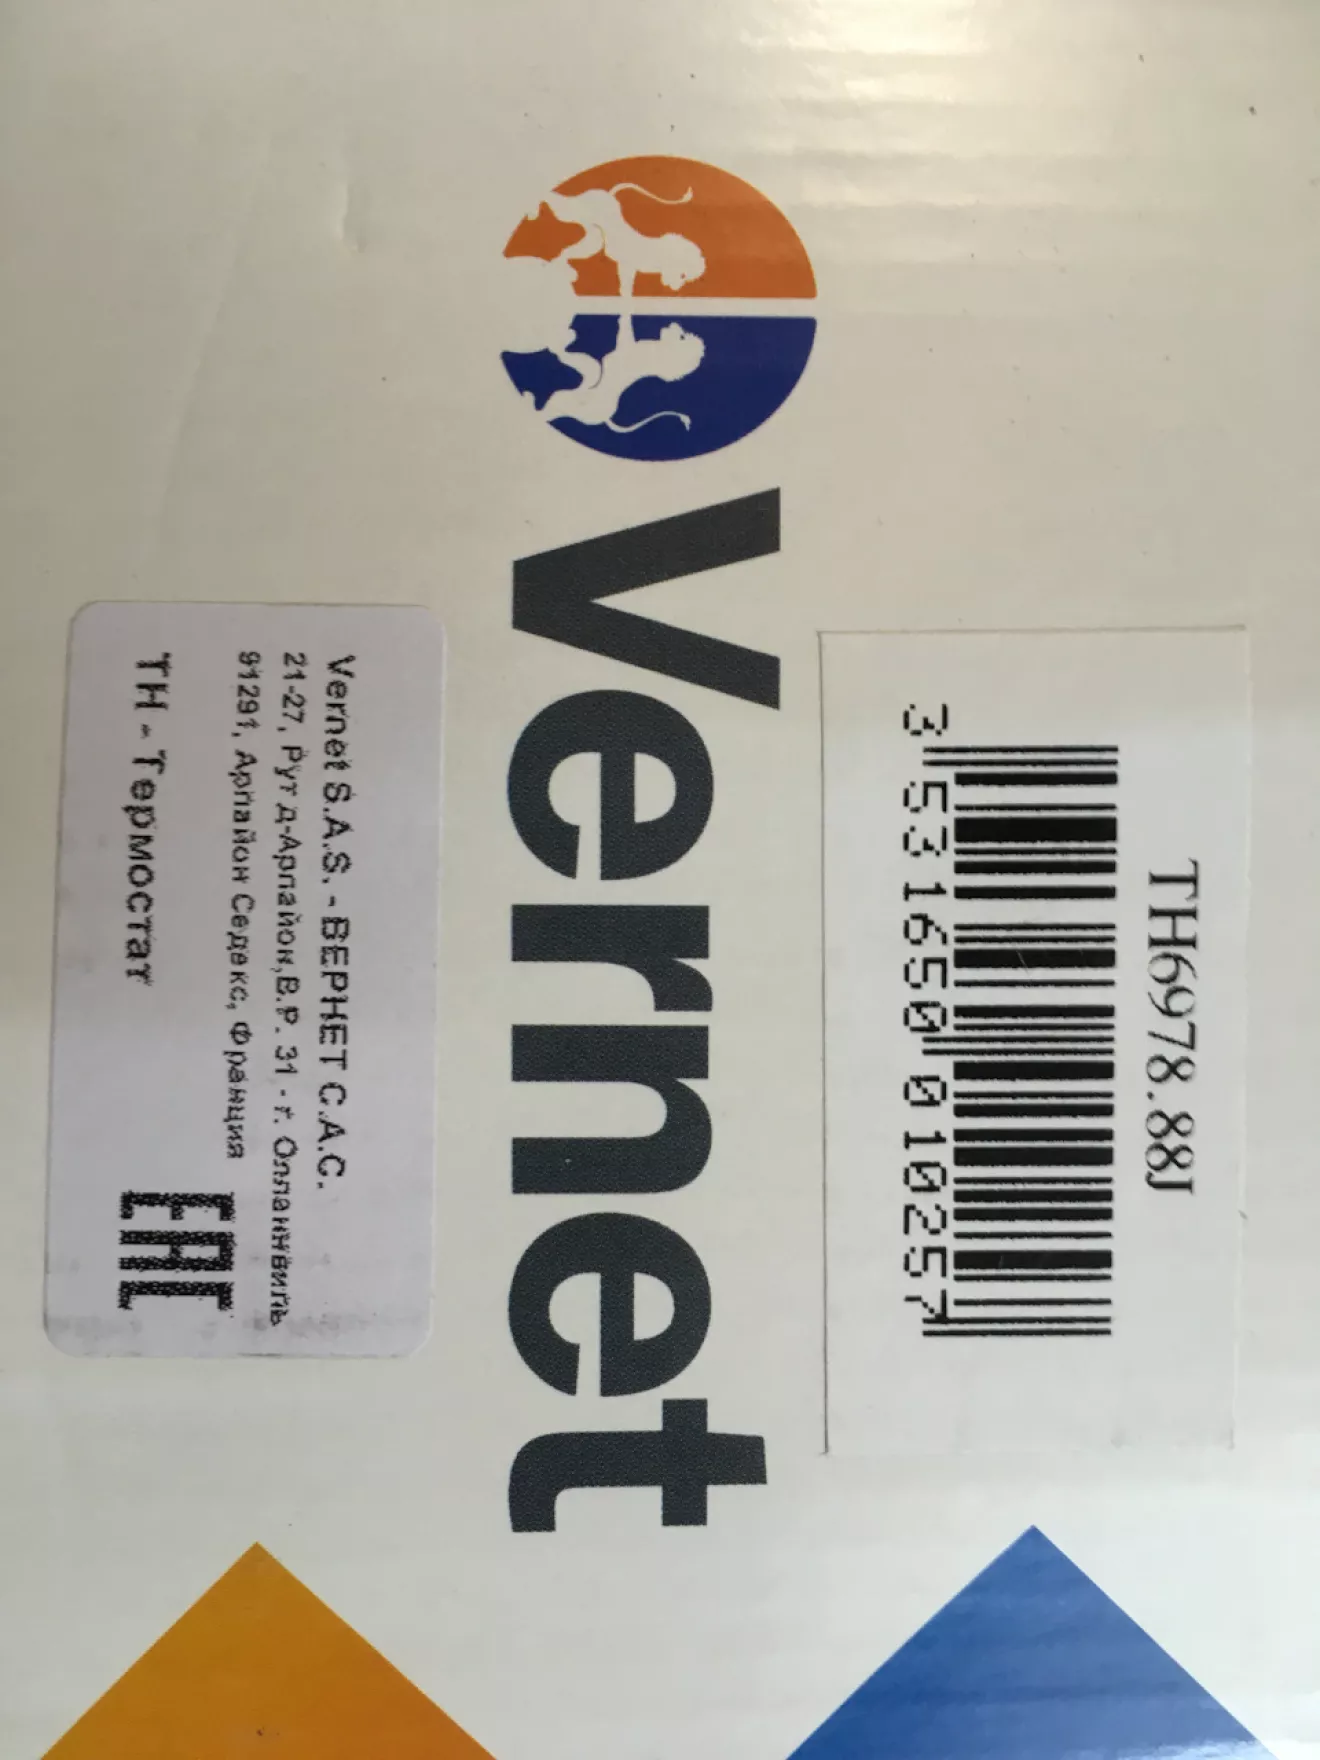 TH6978.88J
3 531650 010257
Vernet
Vernet S.A.S. - ВЕРНЕТ С.А.С.
21-27, Рут д-Арпайон,В.Р. 31 - г. Олланнвиль
91291, Арпайон Седекс, Франция
TH - Термостат
EAC